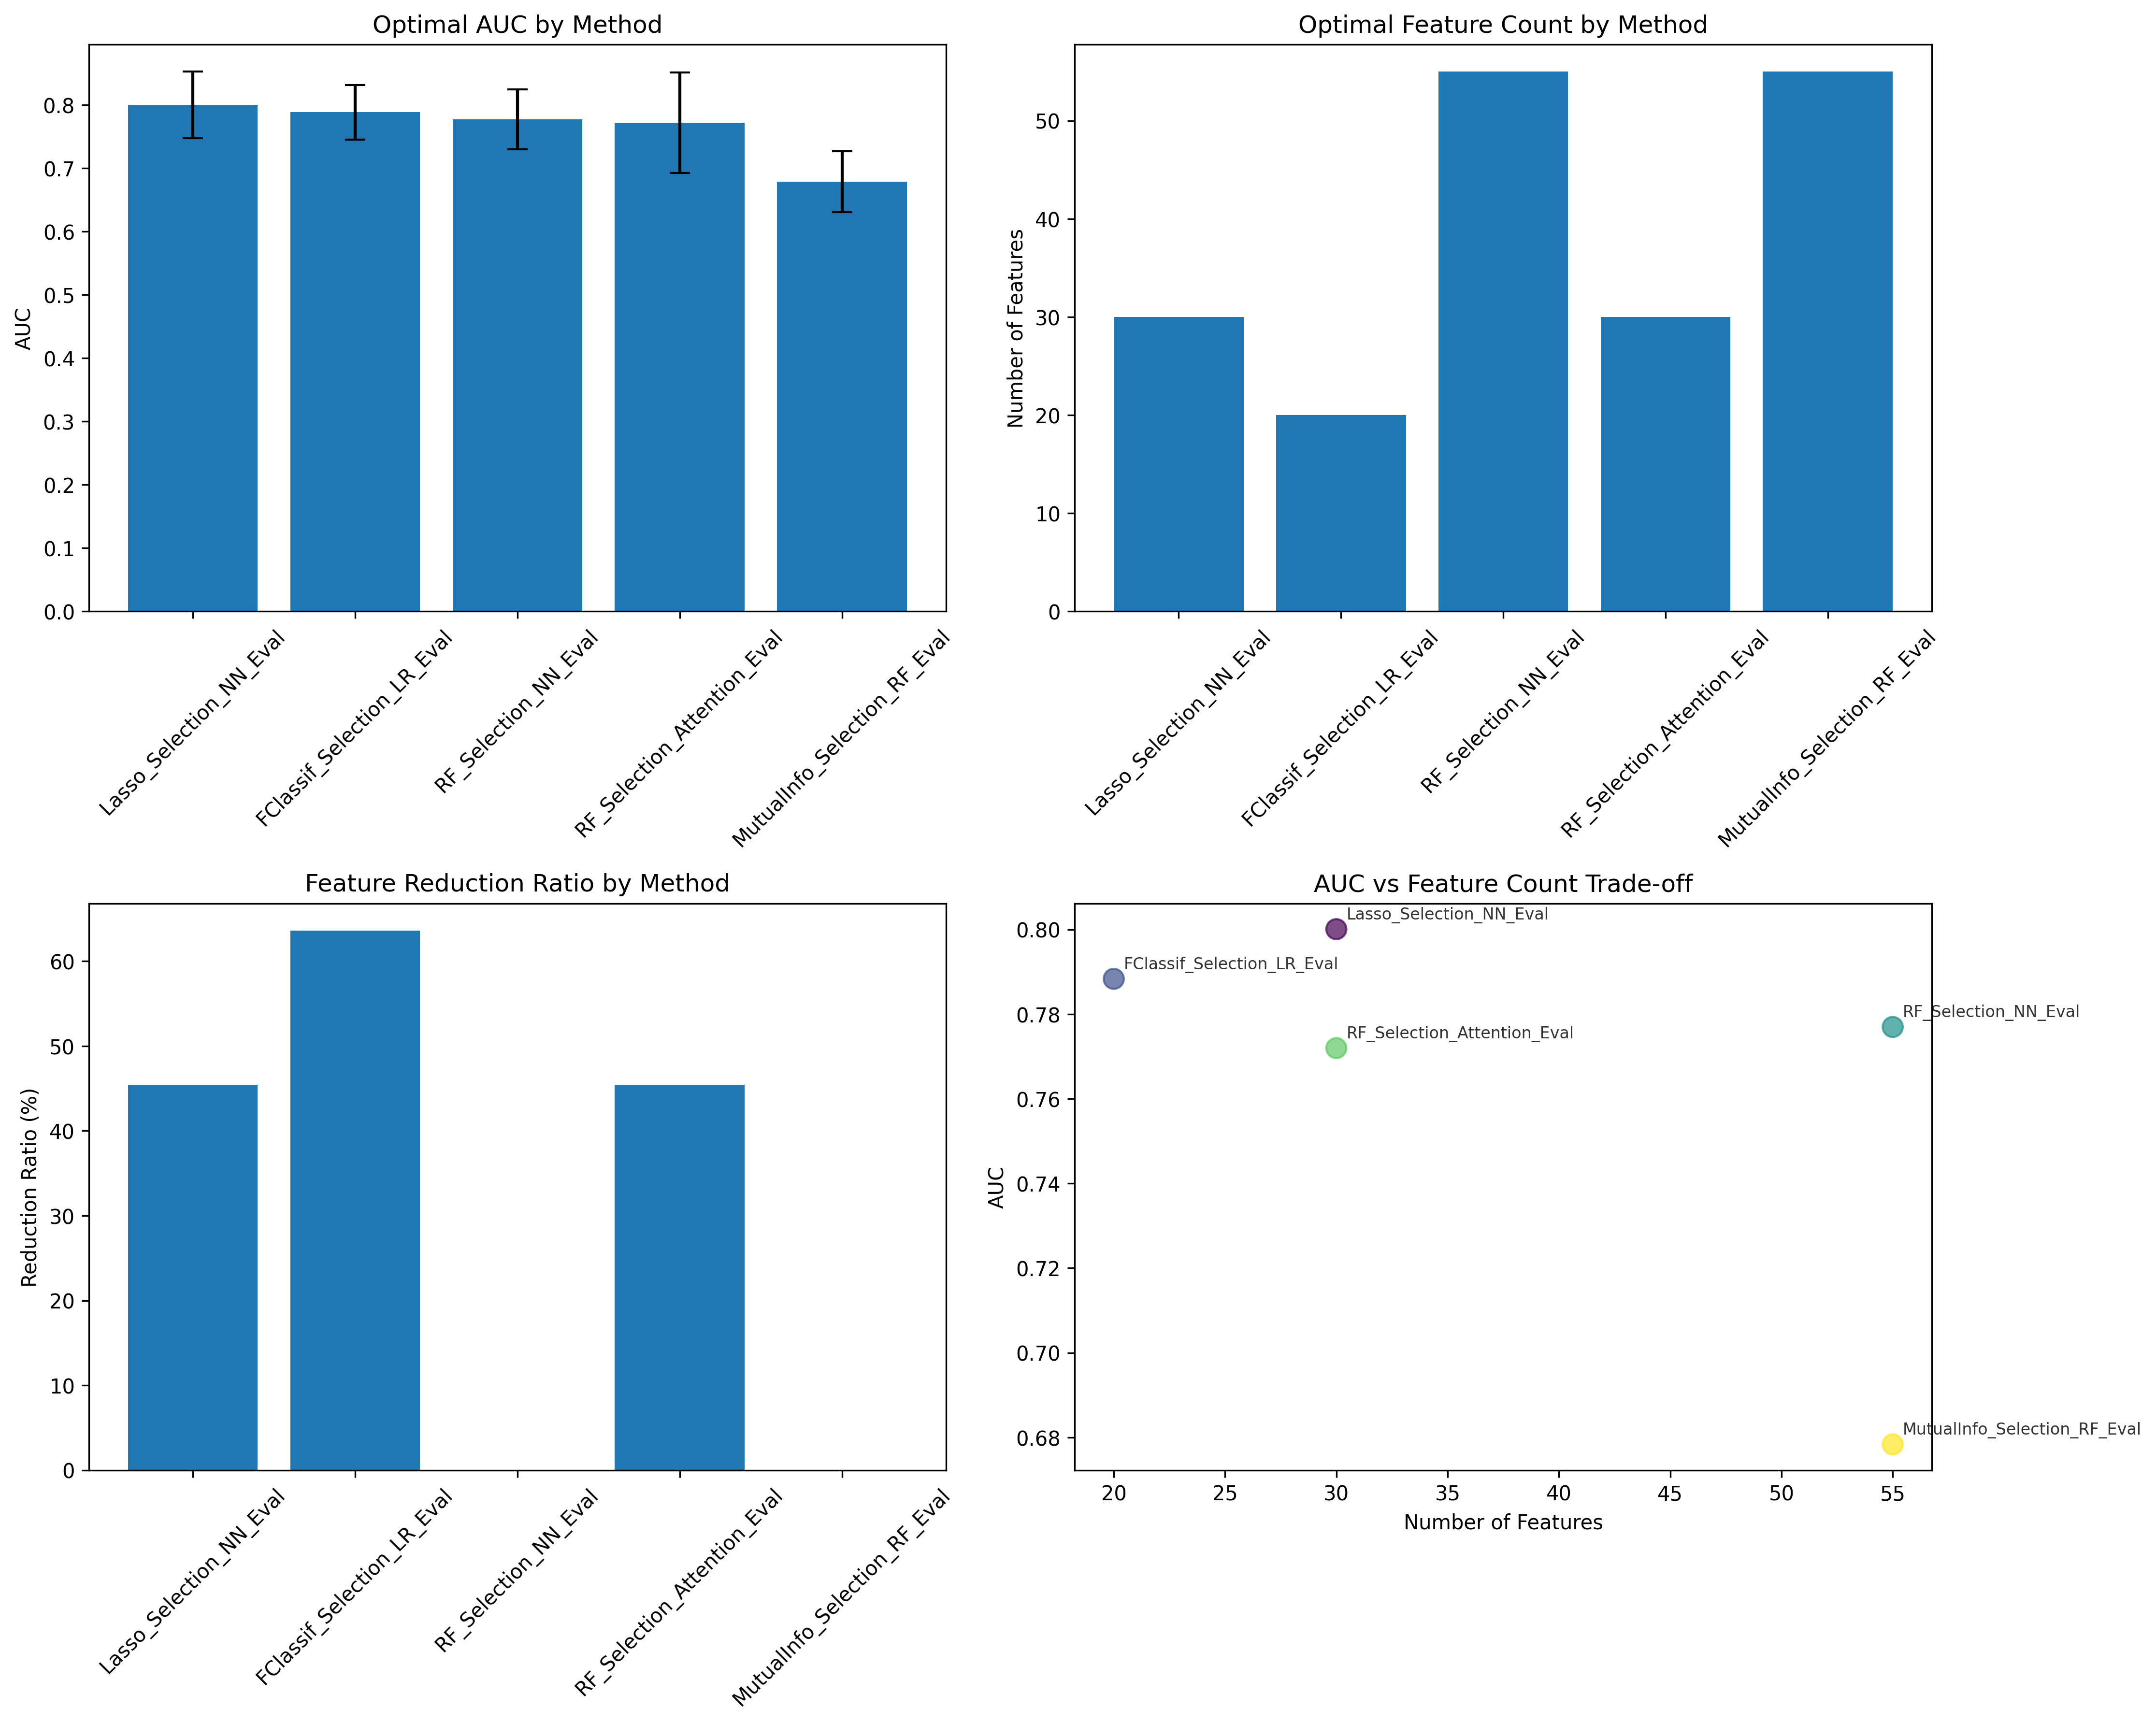 Optimal AUC by Method
AUC
0.8
0.7
0.6
0.5
0.4
0.3
0.2
0.1
0.0
Lasso_Selection_NN_Eval
FClassif_Selection_LR_Eval
RF_Selection_NN_Eval
RF_Selection_Attention_Eval
MutualInfo_Selection_RF_Eval
Optimal Feature Count by Method
Number of Features
50
40
30
20
10
0
Lasso_Selection_NN_Eval
FClassif_Selection_LR_Eval
RF_Selection_NN_Eval
RF_Selection_Attention_Eval
MutualInfo_Selection_RF_Eval
Feature Reduction Ratio by Method
Reduction Ratio (%)
60
50
40
30
20
10
0
Lasso_Selection_NN_Eval
FClassif_Selection_LR_Eval
RF_Selection_NN_Eval
RF_Selection_Attention_Eval
MutualInfo_Selection_RF_Eval
AUC vs Feature Count Trade-off
AUC
0.80
0.78
0.76
0.74
0.72
0.70
0.68
Lasso_Selection_NN_Eval
FClassif_Selection_LR_Eval
RF_Selection_NN_Eval
RF_Selection_Attention_Eval
MutualInfo_Selection_RF_Eval
20 25 30 35 40 45 50 55
Number of Features